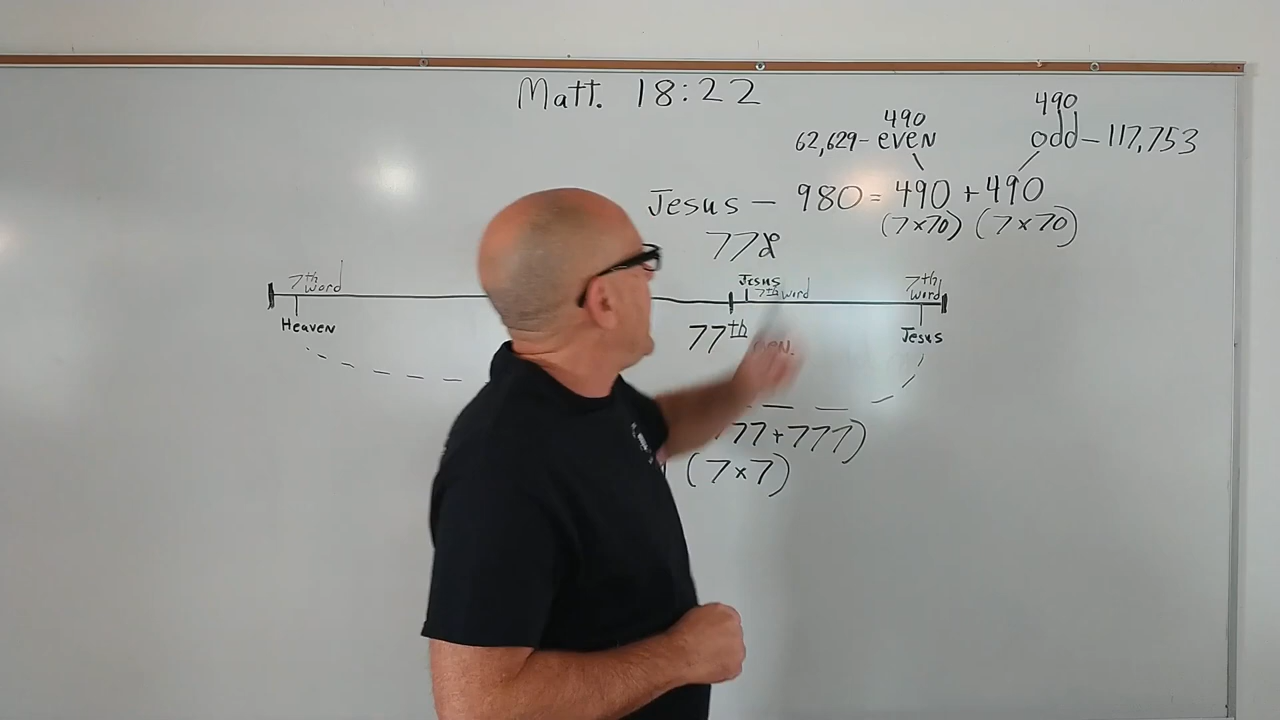 Matt. 18:22
490
490
62,629 - even
odd - 117,753
Jesus - 980 = 490 + 490
(7×70) (7×70)
7th word
Jesus
7th word
7th word
Heaven
77th
Jesus
77+777)
(7×7)